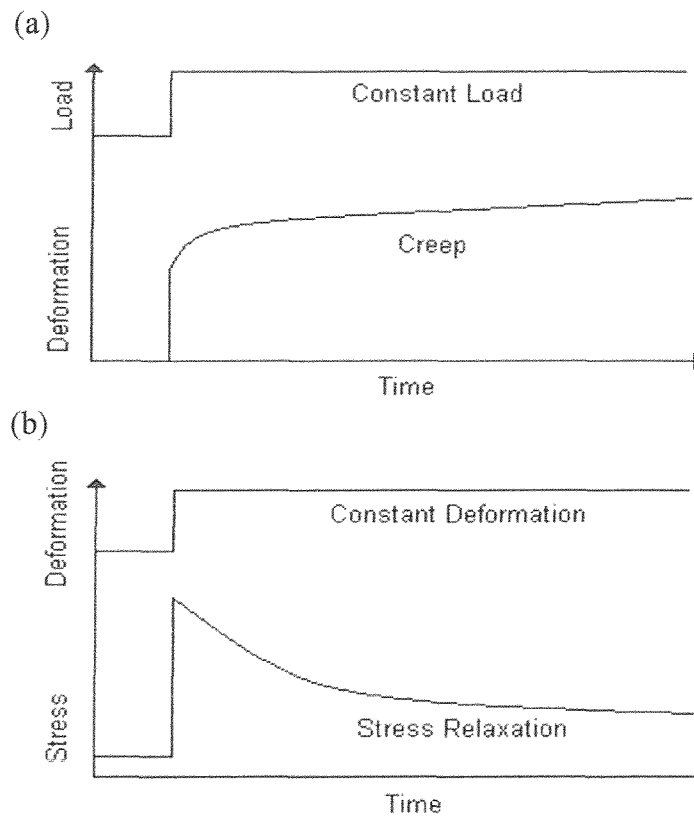 (a)
Load
Constant Load
Deformation
Creep
Time
(b)
Deformation
Constant Deformation
Stress
Stress Relaxation
Time